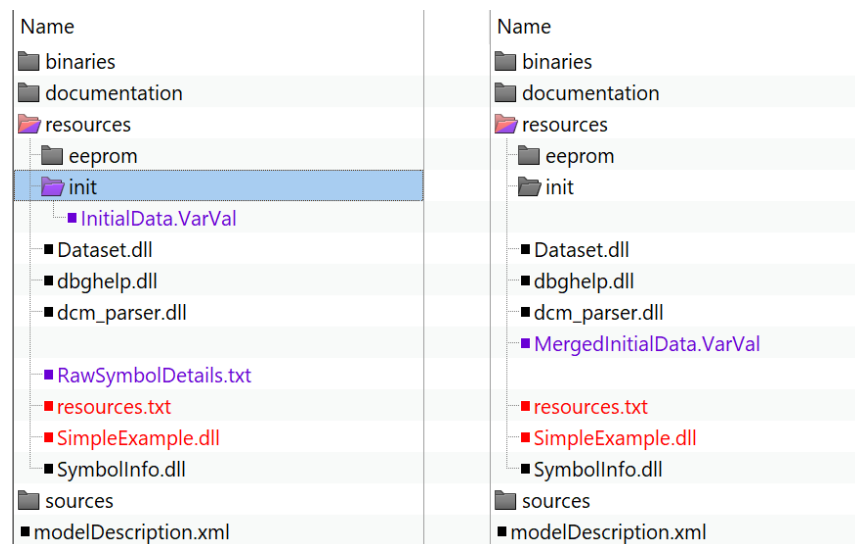 Name
binaries
documentation
resources
eeprom
init
InitialData.VarVal
Dataset.dll
dbghelp.dll
dcm_parser.dll
RawSymbolDetails.txt
resources.txt
SimpleExample.dll
SymbolInfo.dll
sources
modelDescription.xml
Name
binaries
documentation
resources
eeprom
init
Dataset.dll
dbghelp.dll
dcm_parser.dll
MergedInitialData.VarVal
resources.txt
SimpleExample.dll
SymbolInfo.dll
sources
modelDescription.xml